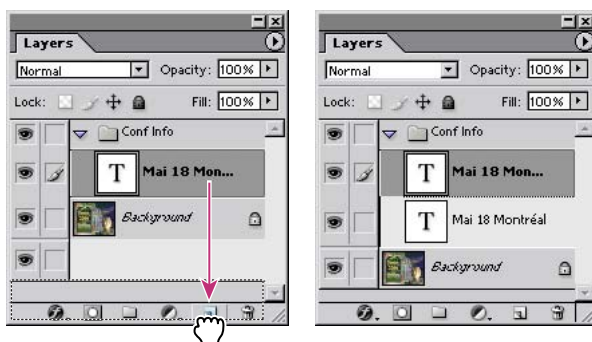 Layers
Normal
Opacity: 100%
Lock:
Fill: 100%
Conf Info
T Mai 18 Mon...
Background
Layers
Normal
Opacity: 100%
Lock:
Fill: 100%
Conf Info
T Mai 18 Mon...
T Mai 18 Montréal
Background